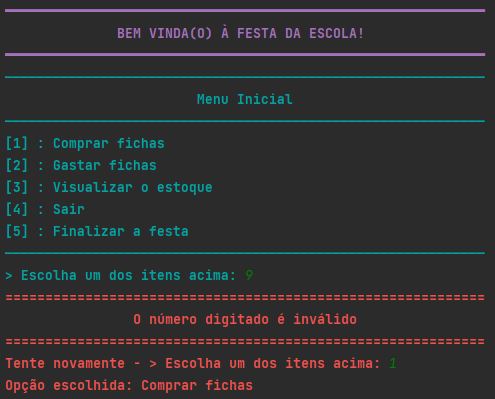 BEM VINDA(O) À FESTA DA ESCOLA!
Menu Inicial
[1] : Comprar fichas
[2] : Gastar fichas
[3] : Visualizar o estoque
[4] : Sair
[5] : Finalizar a festa
> Escolha um dos itens acima: 9
============================================================
O número digitado é inválido
============================================================
Tente novamente - > Escolha um dos itens acima: 1
Opção escolhida: Comprar fichas